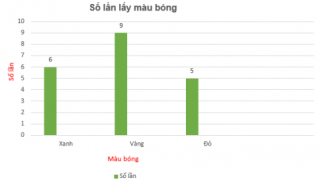 Số lần lấy màu bóng
10
9
8
7
6
5
4
3
2
1
0
Số lần
6
9
5
Xanh
Vàng
Đỏ
Màu bóng
Số lần